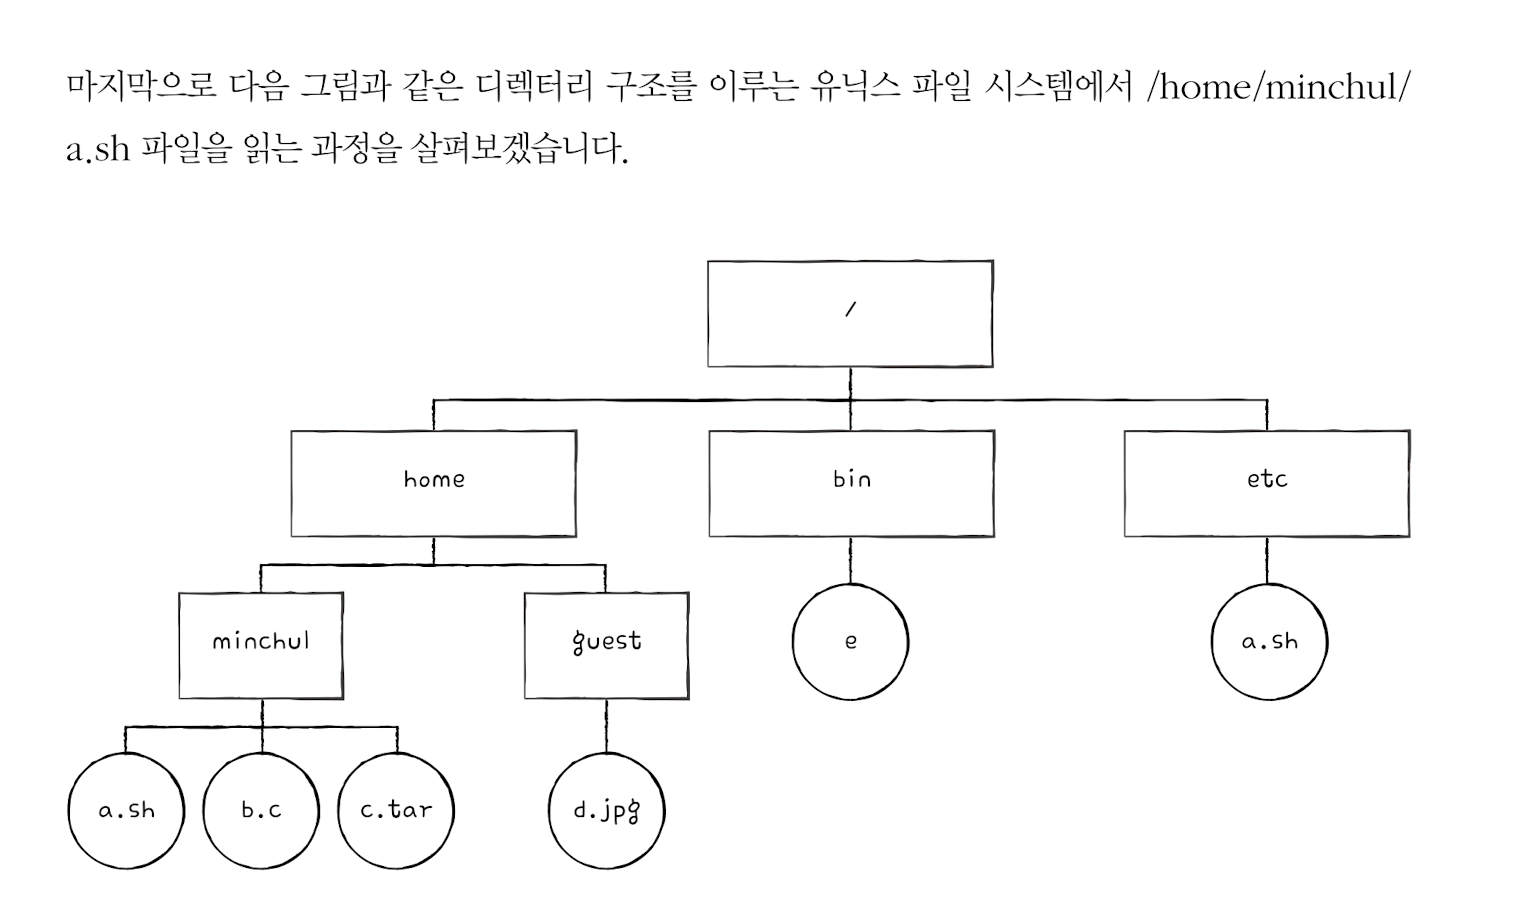 마지막으로 다음 그림과 같은 디렉터리 구조를 이루는 유닉스 파일 시스템에서 /home/minchul/
a.sh 파일을 읽는 과정을 살펴보겠습니다.
/
home
bin
etc
minchul
guest
e
a.sh
a.sh
b.c
c.tar
d.jpg